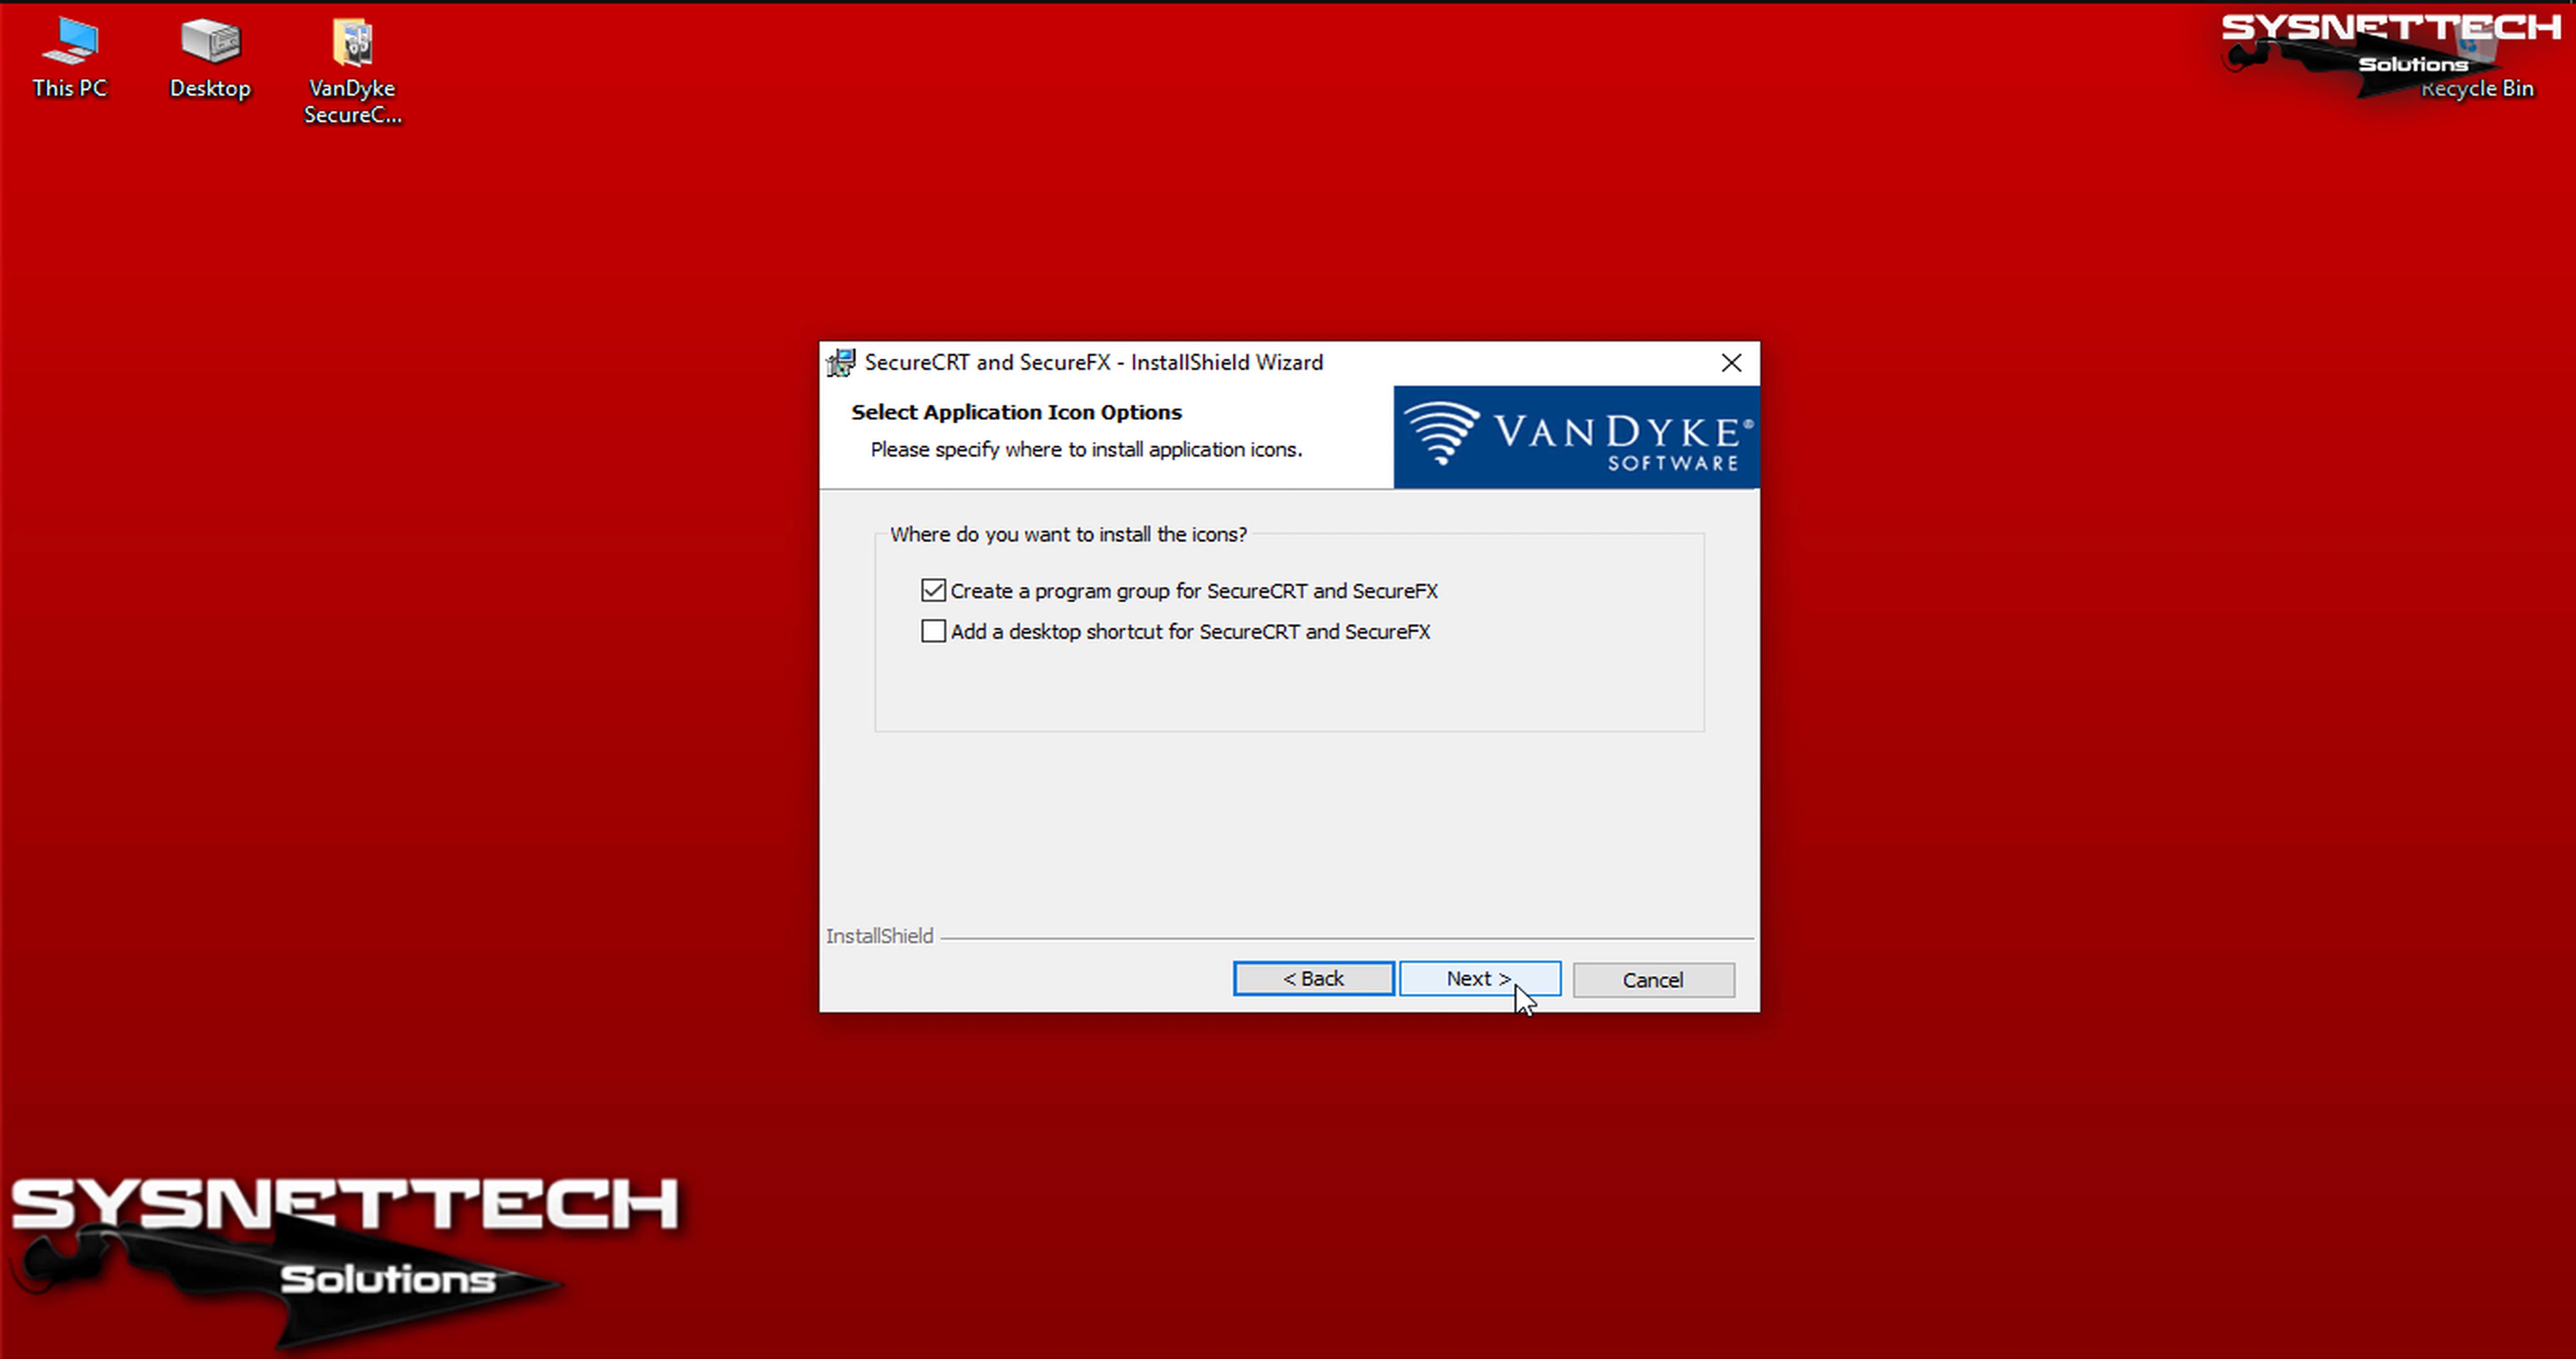 This PC
Desktop
VanDyke
SecureC...
SYSNETTECH
Solutions
Recycle Bin
SecureCRT and SecureFX - InstallShield Wizard
Select Application Icon Options
Please specify where to install application icons.
VANDYKE®
SOFTWARE
Where do you want to install the icons?
Create a program group for SecureCRT and SecureFX
Add a desktop shortcut for SecureCRT and SecureFX
InstallShield
< Back
Next >
Cancel
SYSNETTECH
Solutions